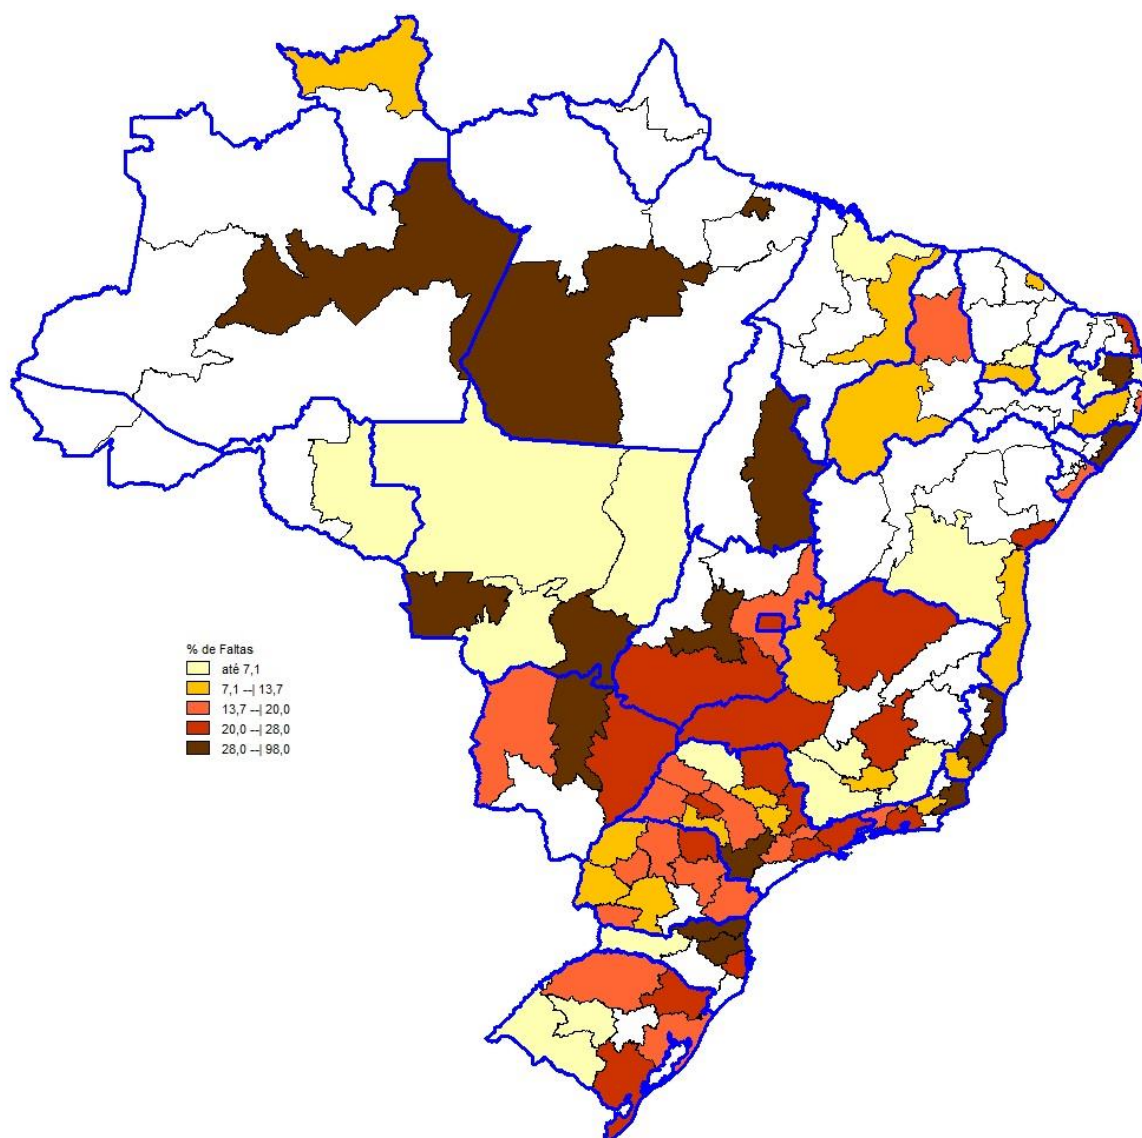 % de Faltas
até 7,1
7,1 --| 13,7
13,7 --| 20,0
20,0 --| 28,0
28,0 --| 98,0